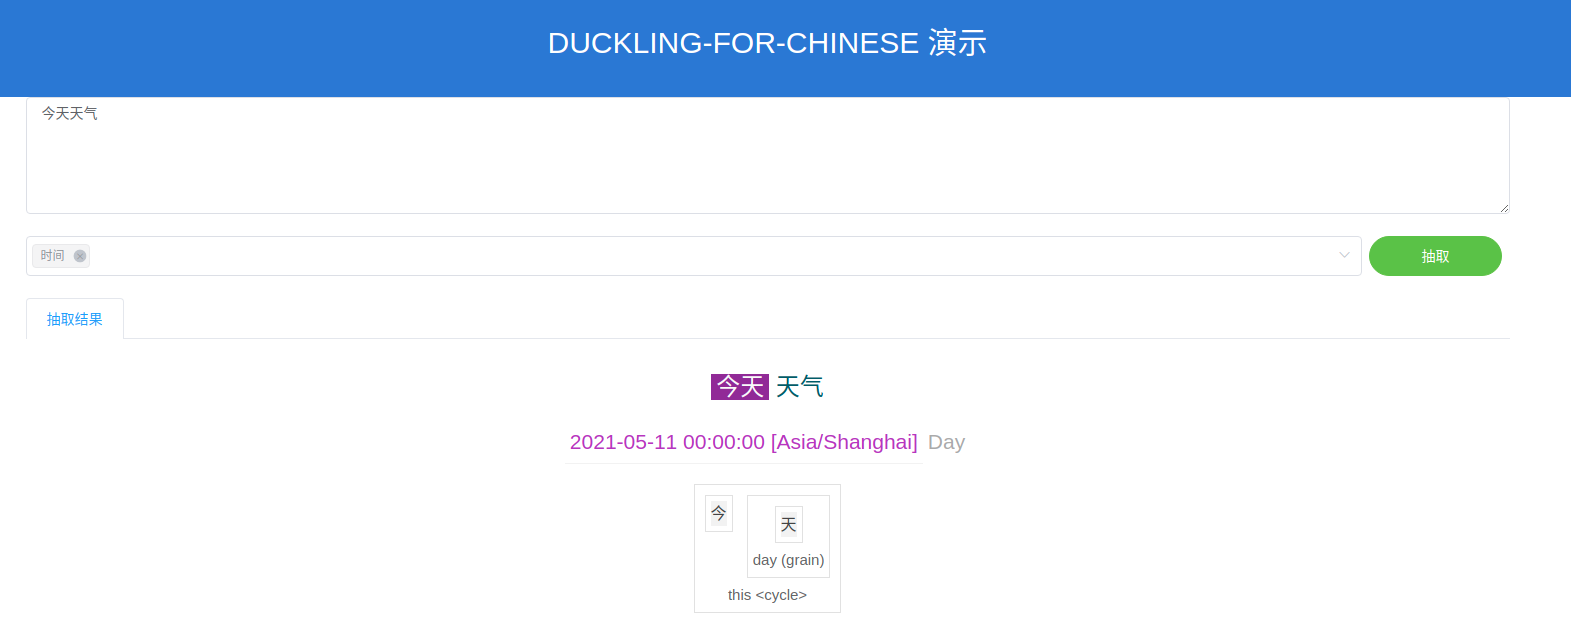 DUCKLING-FOR-CHINESE 演示
今天天气
时间
抽取
抽取结果
今天 天气
2021-05-11 00:00:00 [Asia/Shanghai] Day
今
天
day (grain)
this <cycle>